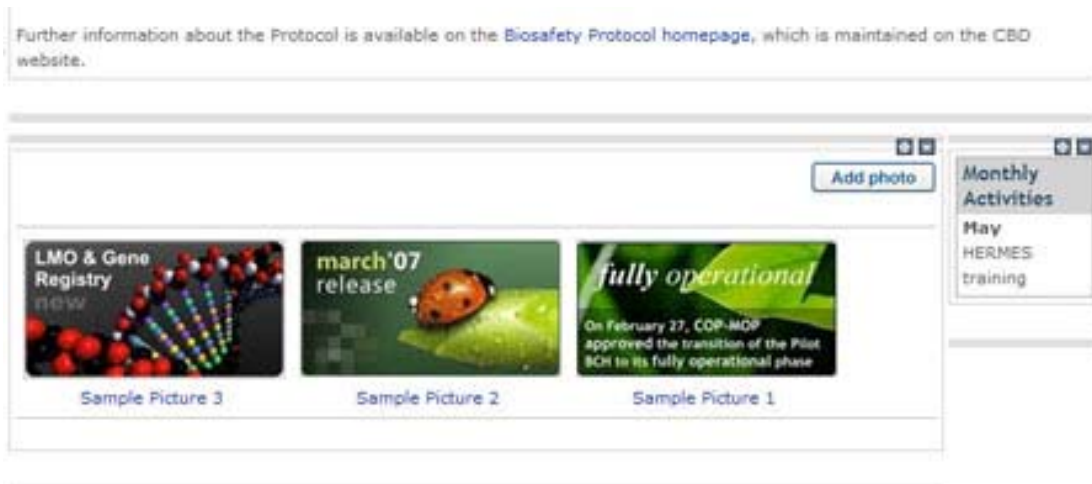 Further information about the Protocol is available on the Biosafety Protocol homepage, which is maintained on the CBD
website.
Add photo
LMO & Gene
Registry
new
march'07
release
fully operational
On February 27, COP-MOP
approved the transition of the Pilot
BCH to its fully operational phase
Sample Picture 3
Sample Picture 2
Sample Picture 1
Monthly
Activities
May
HERMES
training